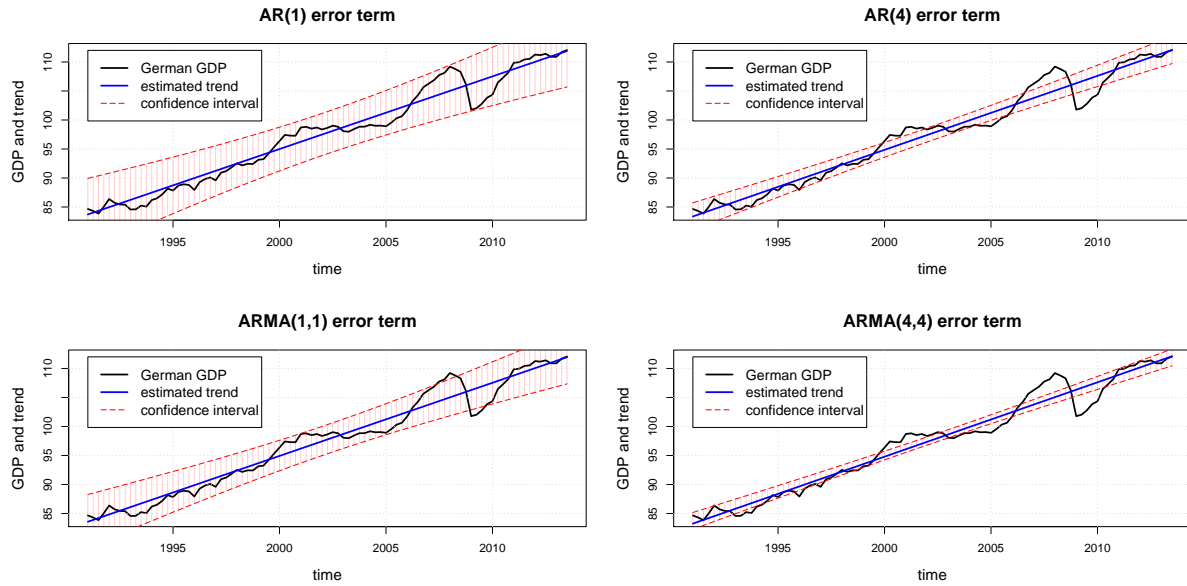 AR(1) error term
GDP and trend
85 90 95 100 110
German GDP
estimated trend
confidence interval
1995 2000 2005 2010
time
AR(4) error term
GDP and trend
85 90 95 100 110
German GDP
estimated trend
confidence interval
1995 2000 2005 2010
time
ARMA(1,1) error term
GDP and trend
85 90 95 100 110
German GDP
estimated trend
confidence interval
1995 2000 2005 2010
time
ARMA(4,4) error term
GDP and trend
85 90 95 100 110
German GDP
estimated trend
confidence interval
1995 2000 2005 2010
time